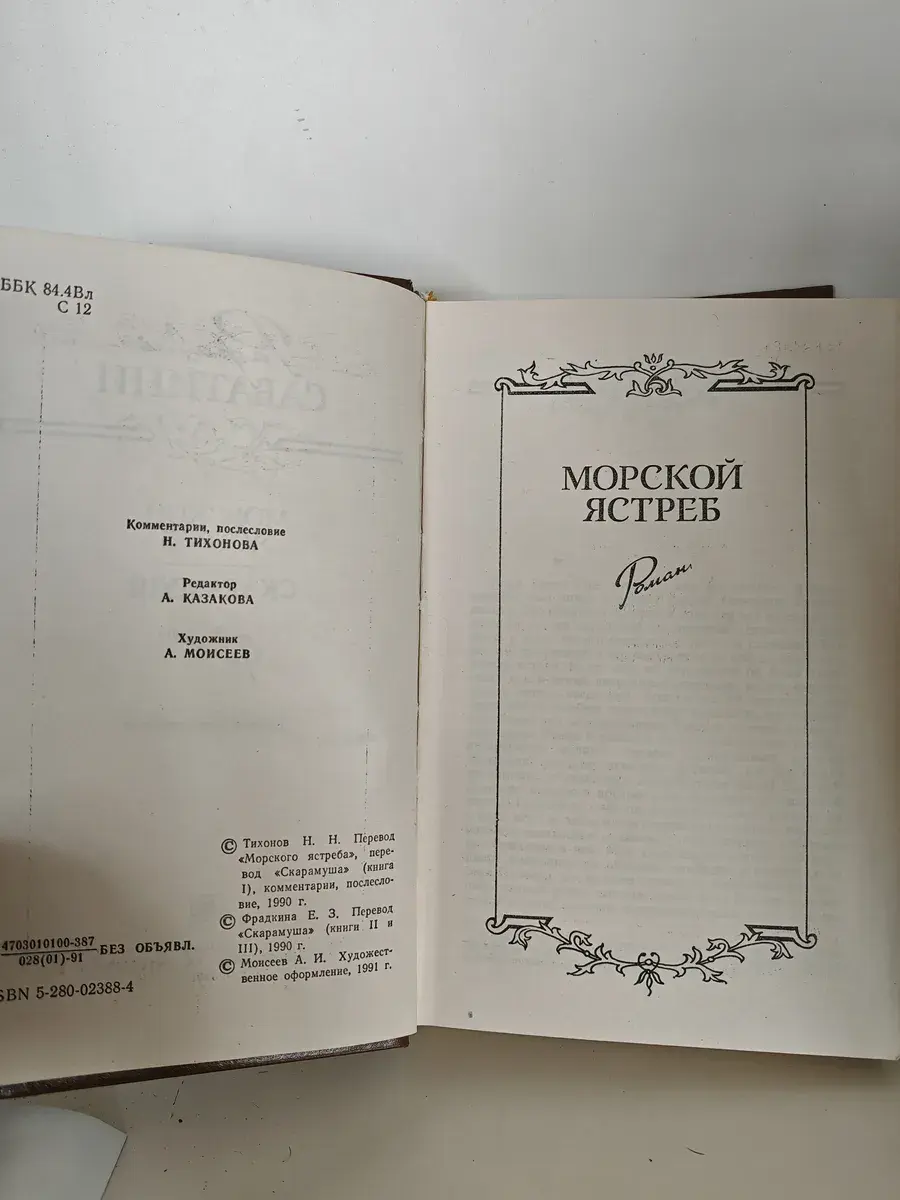 ББК 84.4Вл
С 12
Комментарии, послесловие
Н. ТИХОНОВА
Редактор
А. КАЗАКОВА
Художник
А. МОИСЕЕВ
© Тихонов Н. Н. Перевод
«Морского ястреба», пере-
вод «Скарамуша» (книга
I), комментарии, послесло-
вие, 1990 г.
© Фрадкина Е. З. Перевод
«Скарамуша» (книги II и
III), 1990 г.
© Моисеев А. И. Художест-
венное оформление, 1991 г.
4703010100-387
028(01)-91
БЕЗ ОБЪЯВЛ.
SBN 5-280-02388-4
МОРСКОЙ
ЯСТРЕБ
Роман